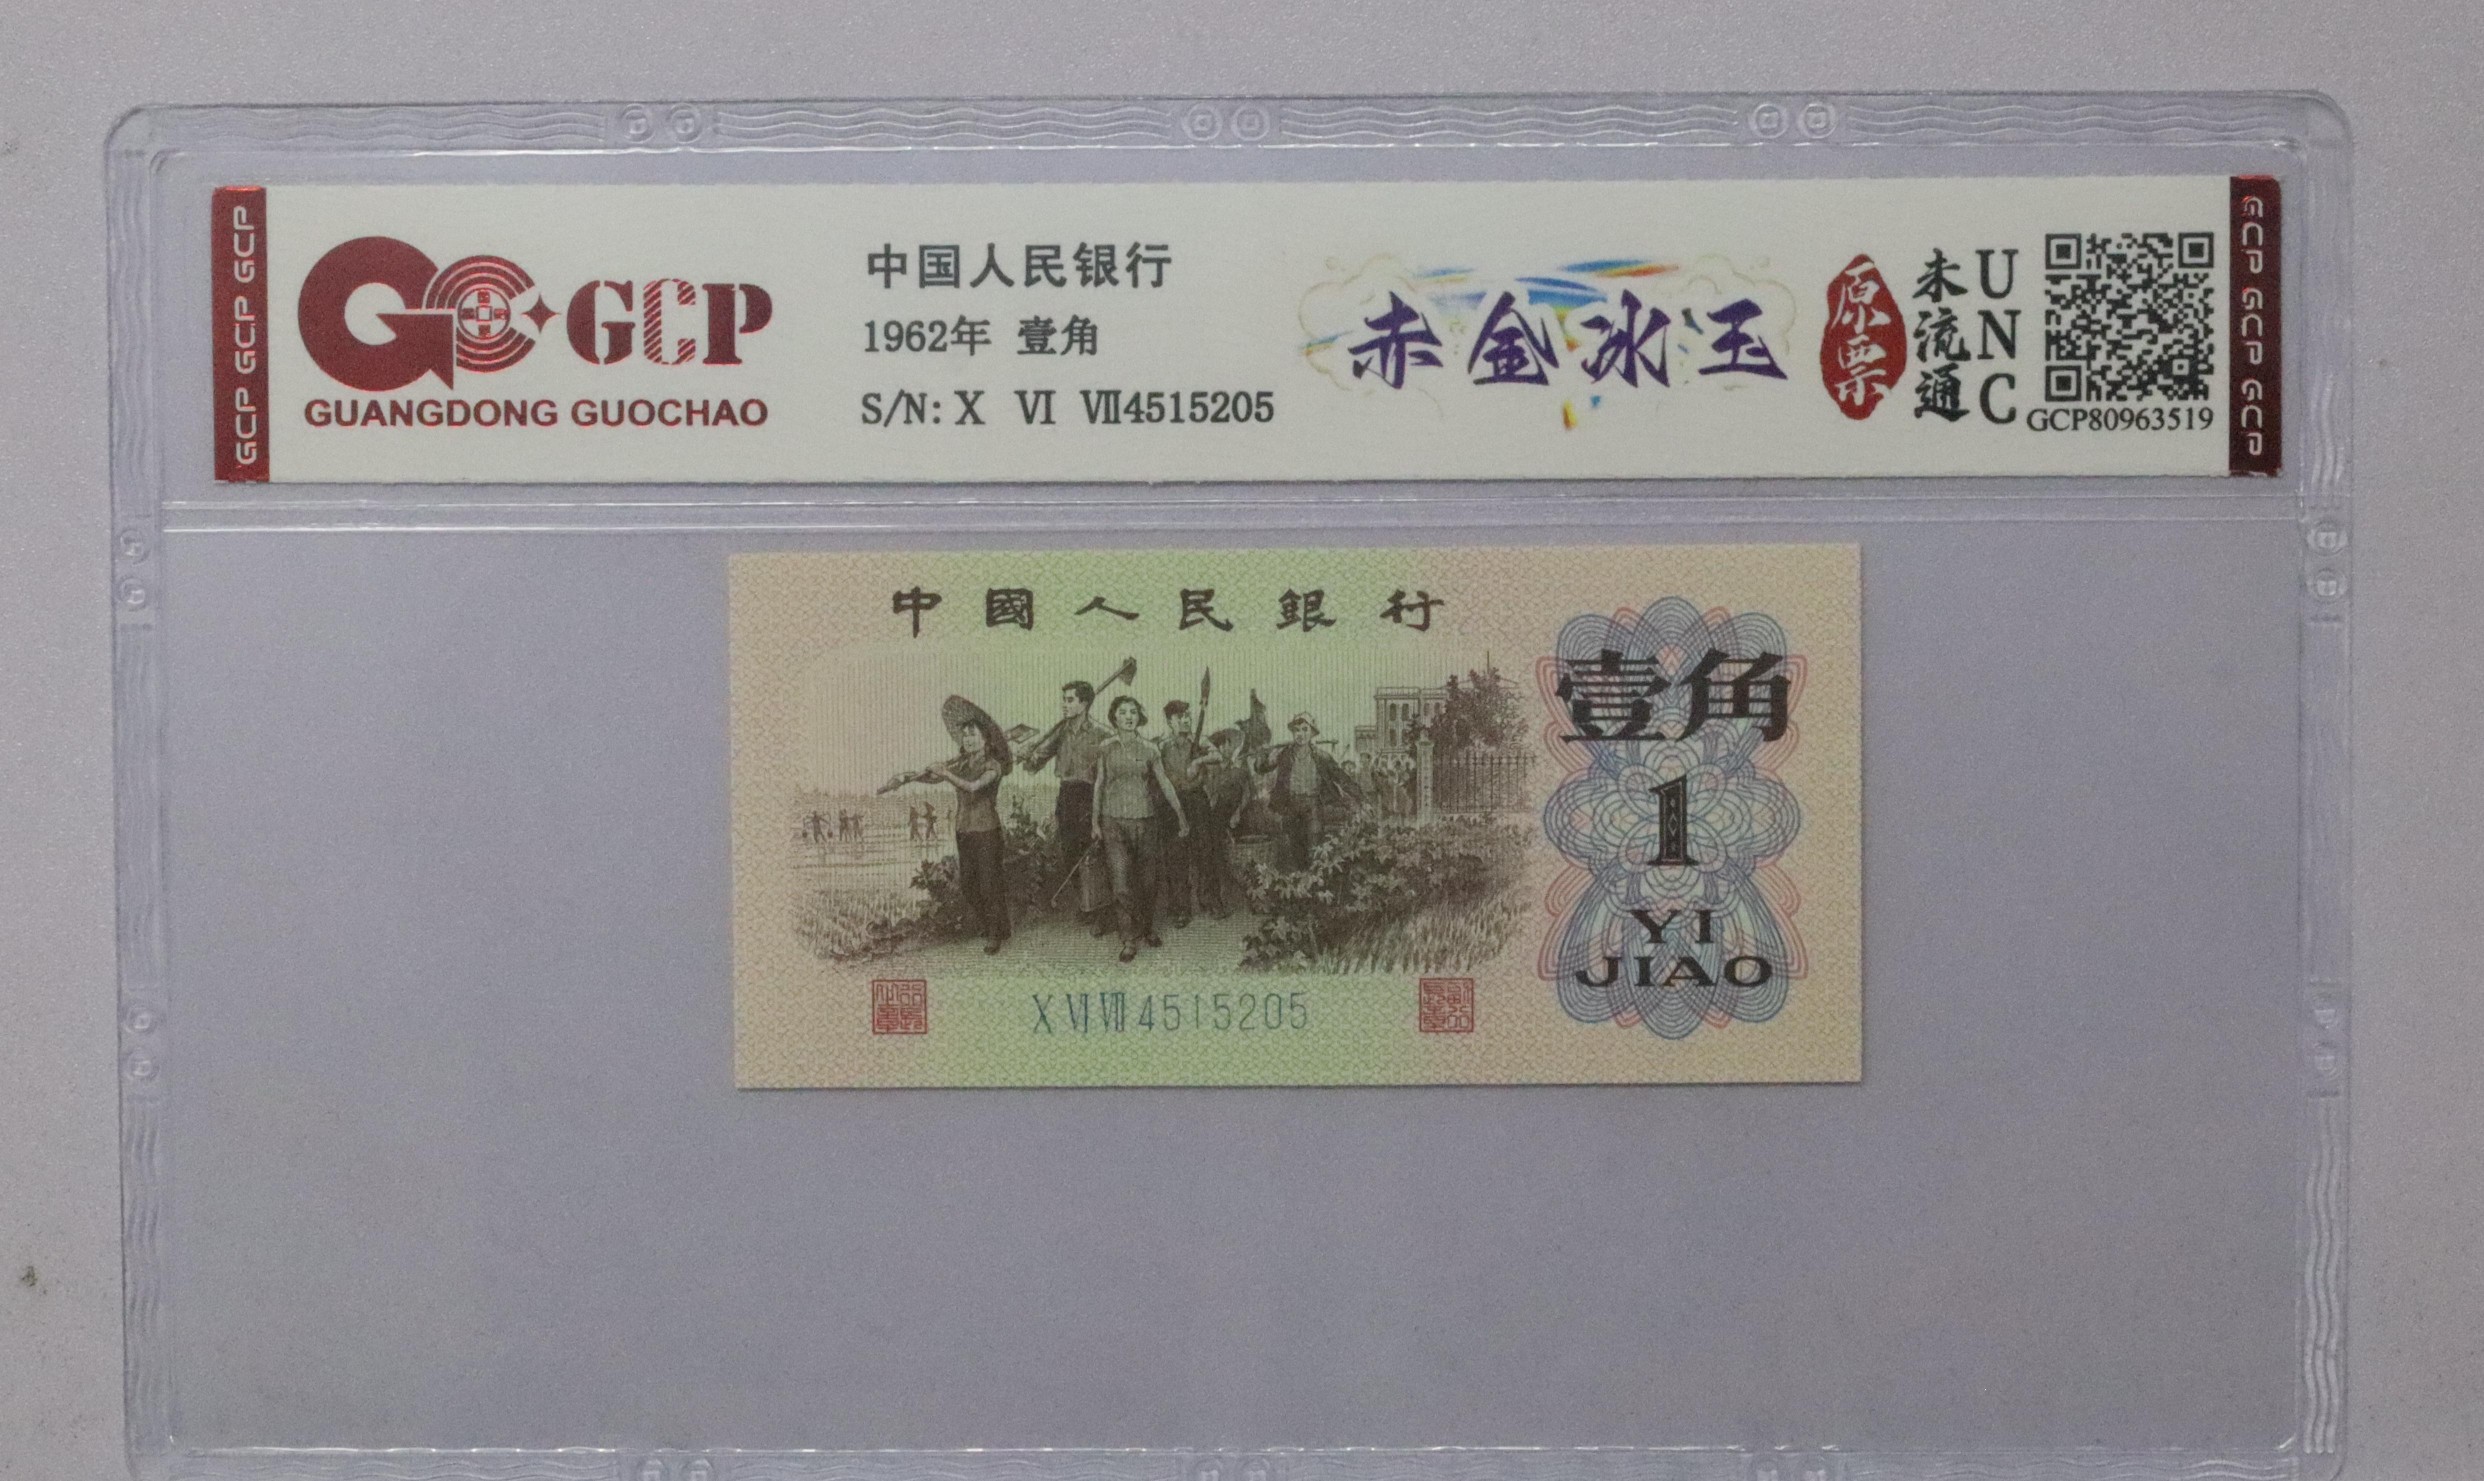 GCP GCP GCP
GCP
GUANGDONG GUOCHAO
中国人民银行
1962年 壹角
S/N: X Ⅵ Ⅶ4515205
赤金冰玉
原票
未流通
UNC
GCP80963519
GCP GCP GCP
中國人民銀行
壹角
1
YI
JIAO
X Ⅵ Ⅶ 4515205